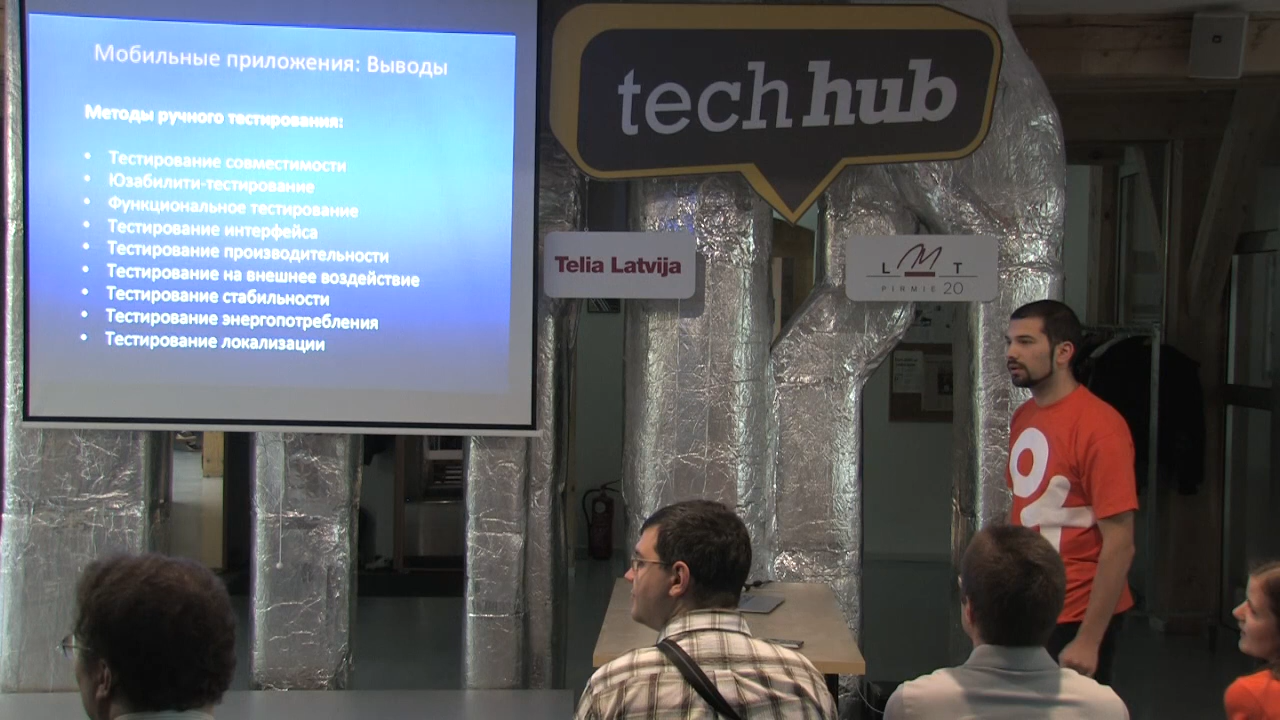 Мобильные приложения: Выводы
Методы ручного тестирования:
• Тестирование совместимости
• Юзабилити-тестирование
• Функциональное тестирование
• Тестирование интерфейса
• Тестирование производительности
• Тестирование на внешнее воздействие
• Тестирование стабильности
• Тестирование энергопотребления
• Тестирование локализации
techhub
Telia Latvija
LMT
PIRMIE 20